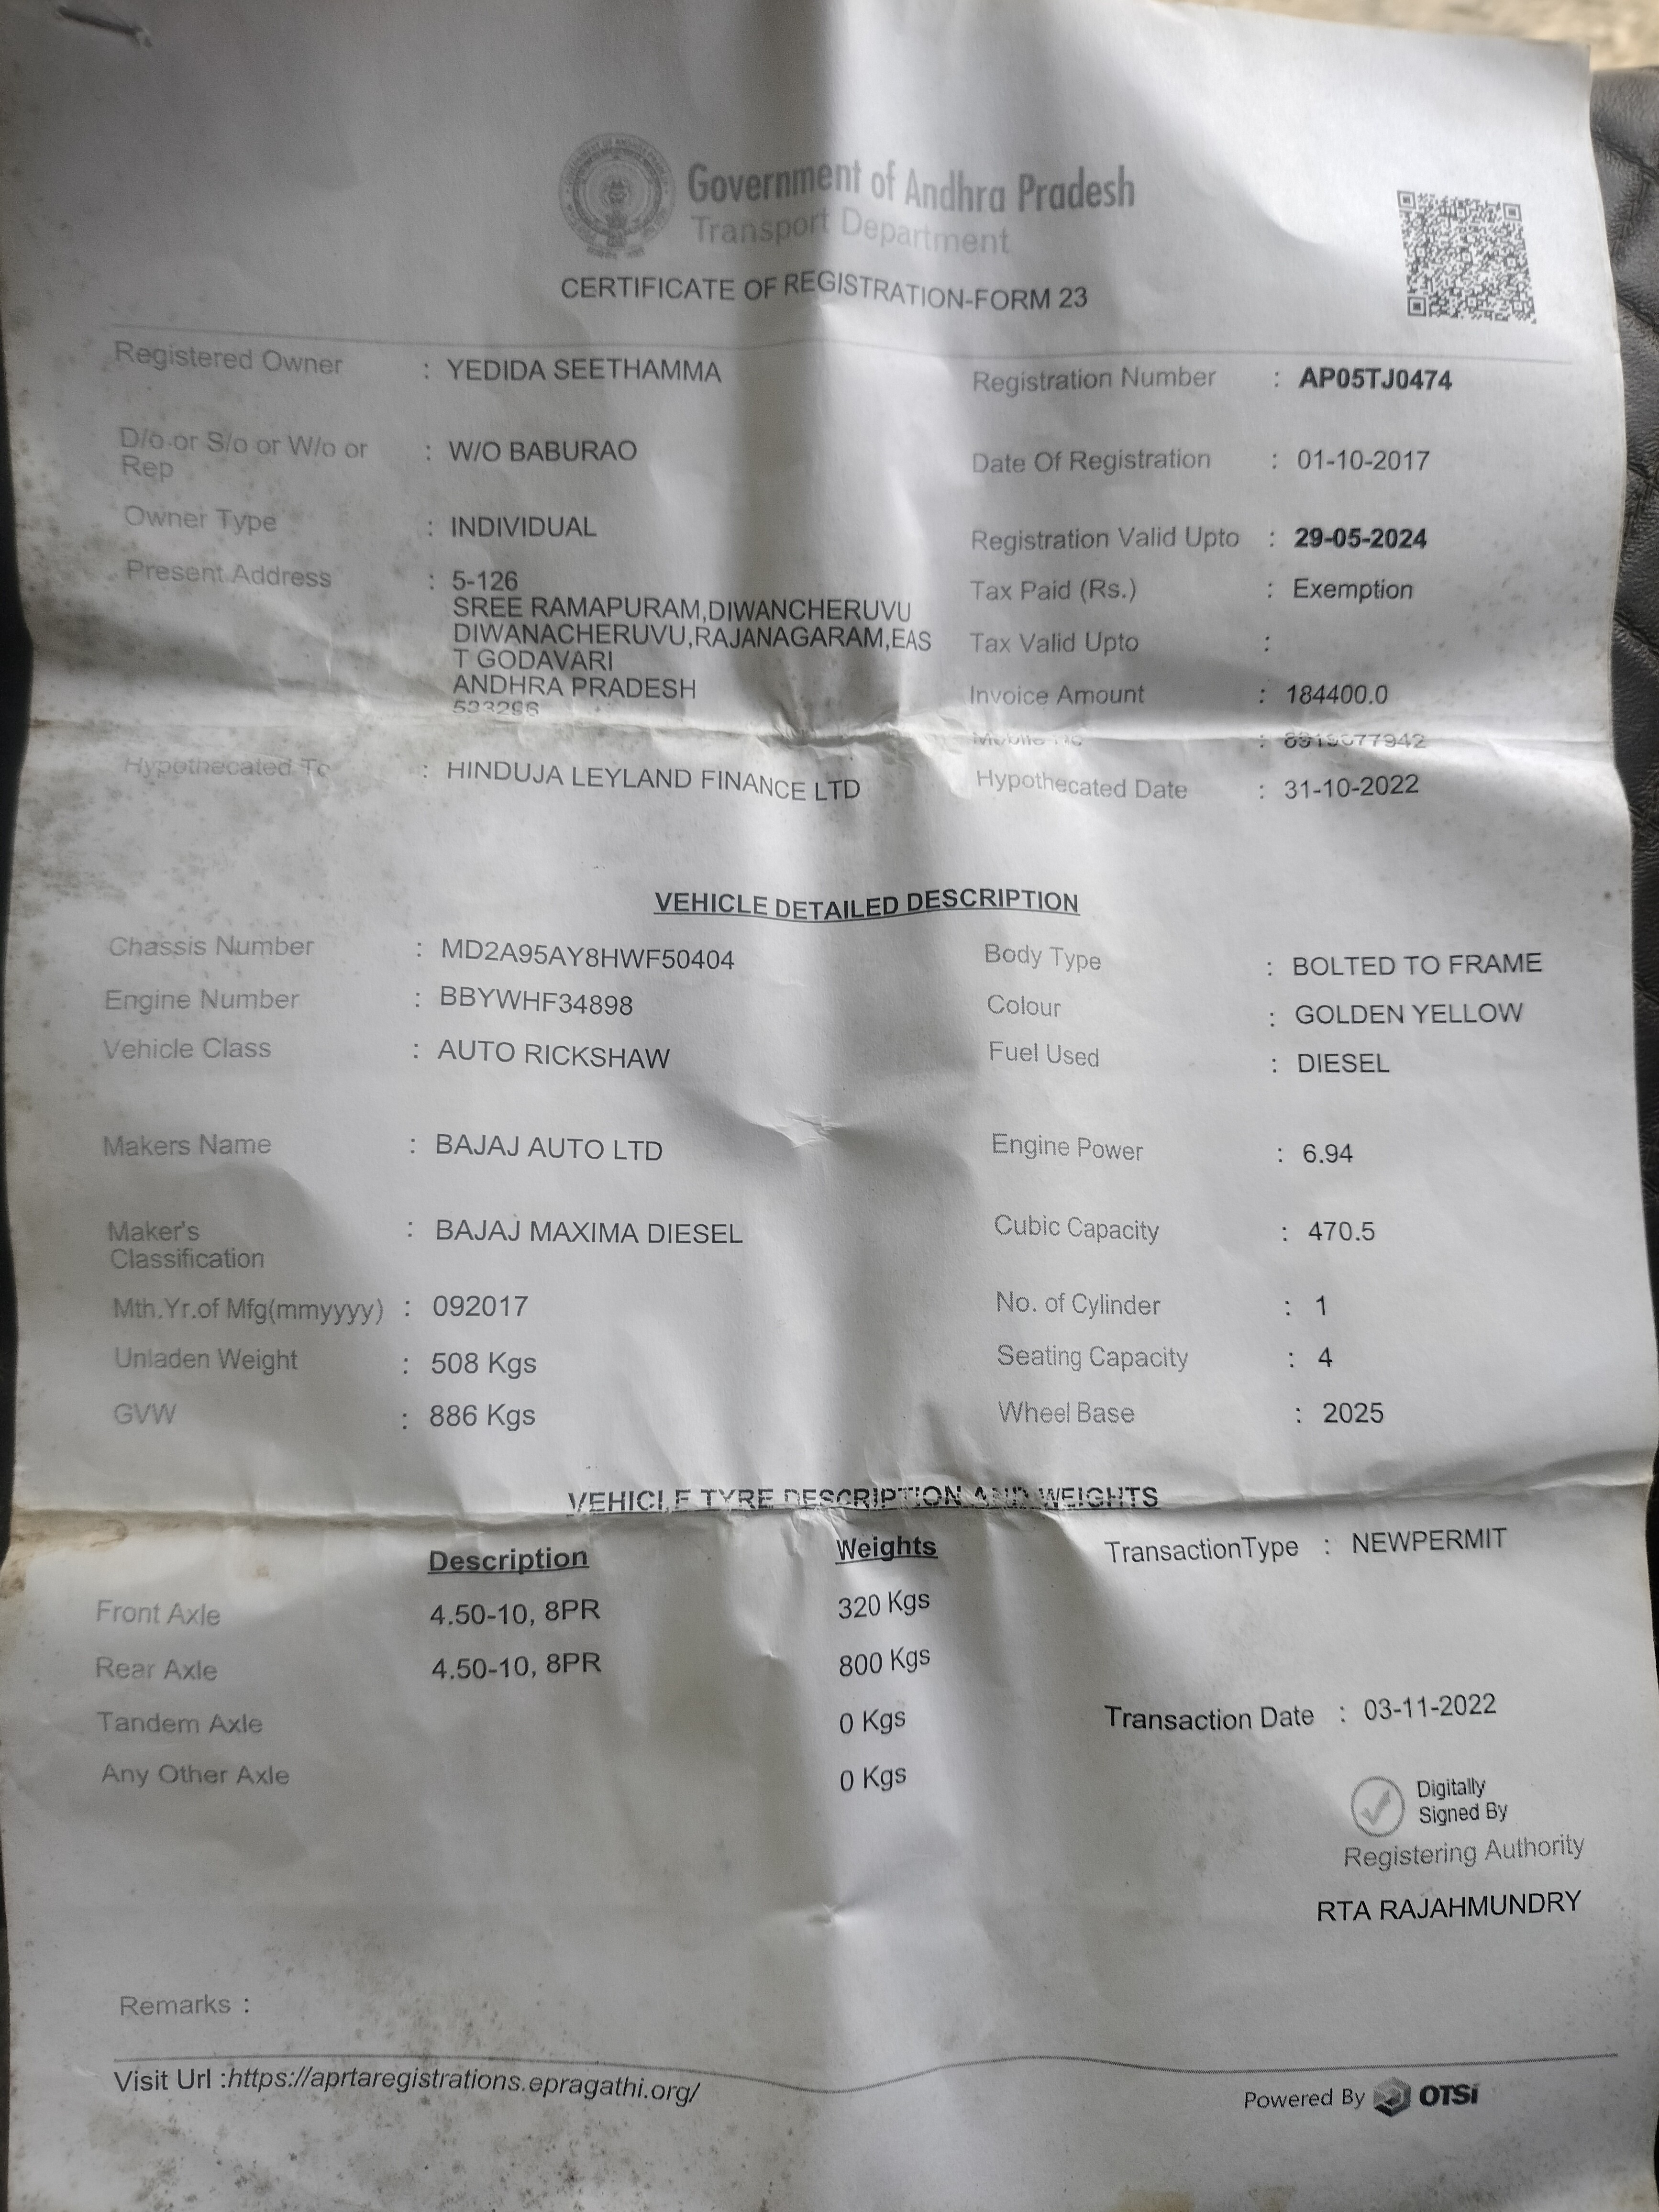 Government of Andhra Pradesh
Transport Department
CERTIFICATE OF REGISTRATION-FORM 23
Registered Owner : YEDIDA SEETHAMMA
Registration Number : AP05TJ0474
D/o or S/o or W/o or Rep : W/O BABURAO
Date Of Registration : 01-10-2017
Owner Type : INDIVIDUAL
Registration Valid Upto : 29-05-2024
Present Address : 5-126
SREE RAMAPURAM,DIWANCHERUVU
DIWANACHERUVU,RAJANAGARAM,EAS
T GODAVARI
ANDHRA PRADESH
533296
Tax Paid (Rs.) : Exemption
Tax Valid Upto :
Invoice Amount : 184400.0
Mobile No :
Hypothecated To : HINDUJA LEYLAND FINANCE LTD
Hypothecated Date : 31-10-2022
VEHICLE DETAILED DESCRIPTION
Chassis Number : MD2A95AY8HWF50404
Body Type : BOLTED TO FRAME
Engine Number : BBYWHF34898
Colour : GOLDEN YELLOW
Vehicle Class : AUTO RICKSHAW
Fuel Used : DIESEL
Makers Name : BAJAJ AUTO LTD
Engine Power : 6.94
Maker's
Classification : BAJAJ MAXIMA DIESEL
Cubic Capacity : 470.5
Mth.Yr.of Mfg(mmyyyy) : 092017
No. of Cylinder : 1
Unladen Weight : 508 Kgs
Seating Capacity : 4
GVW : 886 Kgs
Wheel Base : 2025
VEHICLE TYRE DESCRIPTION AND WEIGHTS
Description Weights
TransactionType : NEWPERMIT
Front Axle 4.50-10, 8PR 320 Kgs
Rear Axle 4.50-10, 8PR 800 Kgs
Tandem Axle 0 Kgs
Transaction Date : 03-11-2022
Any Other Axle 0 Kgs
Digitally
Signed By
Registering Authority
RTA RAJAHMUNDRY
Remarks :
Visit Url :https://aprtaregistrations.epragathi.org/
Powered By OTSi